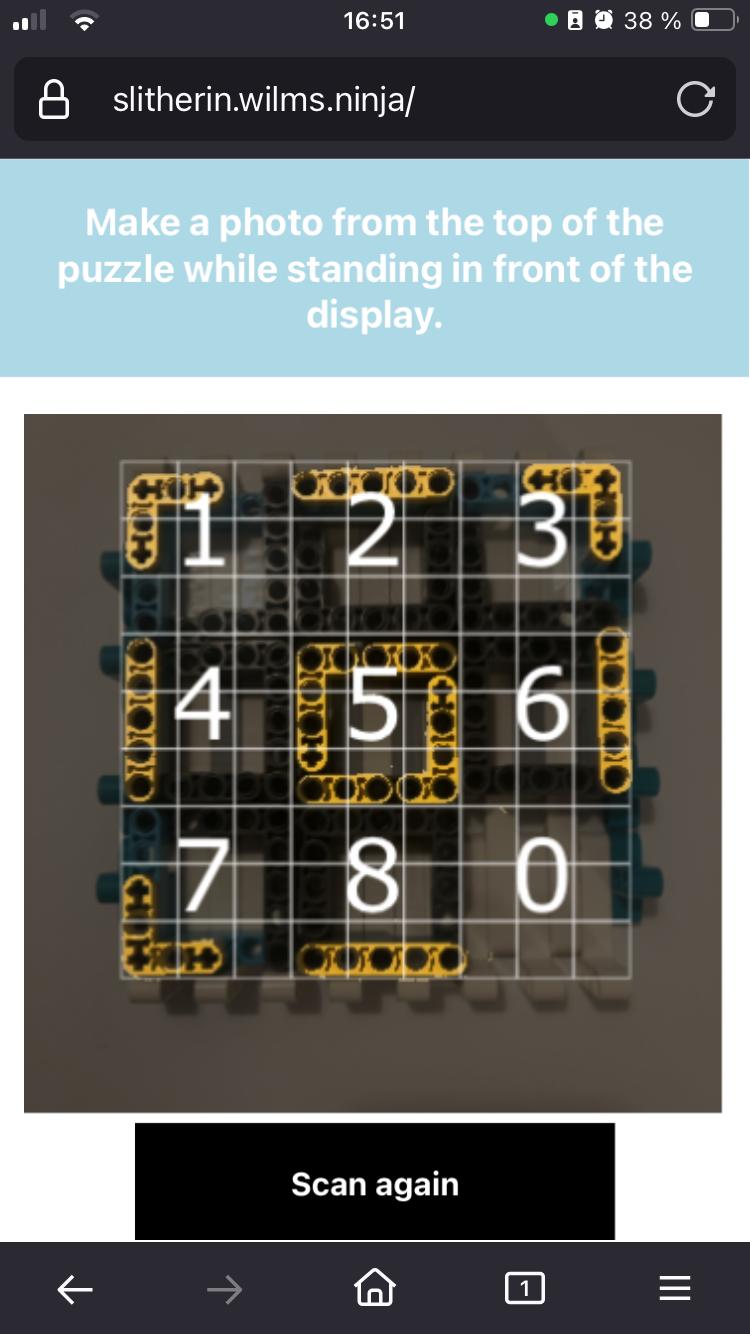 16:51
38 %
slitherin.wilms.ninja/
Make a photo from the top of the
puzzle while standing in front of the
display.
1 2 3
4 5 6
7 8 0
Scan again
1